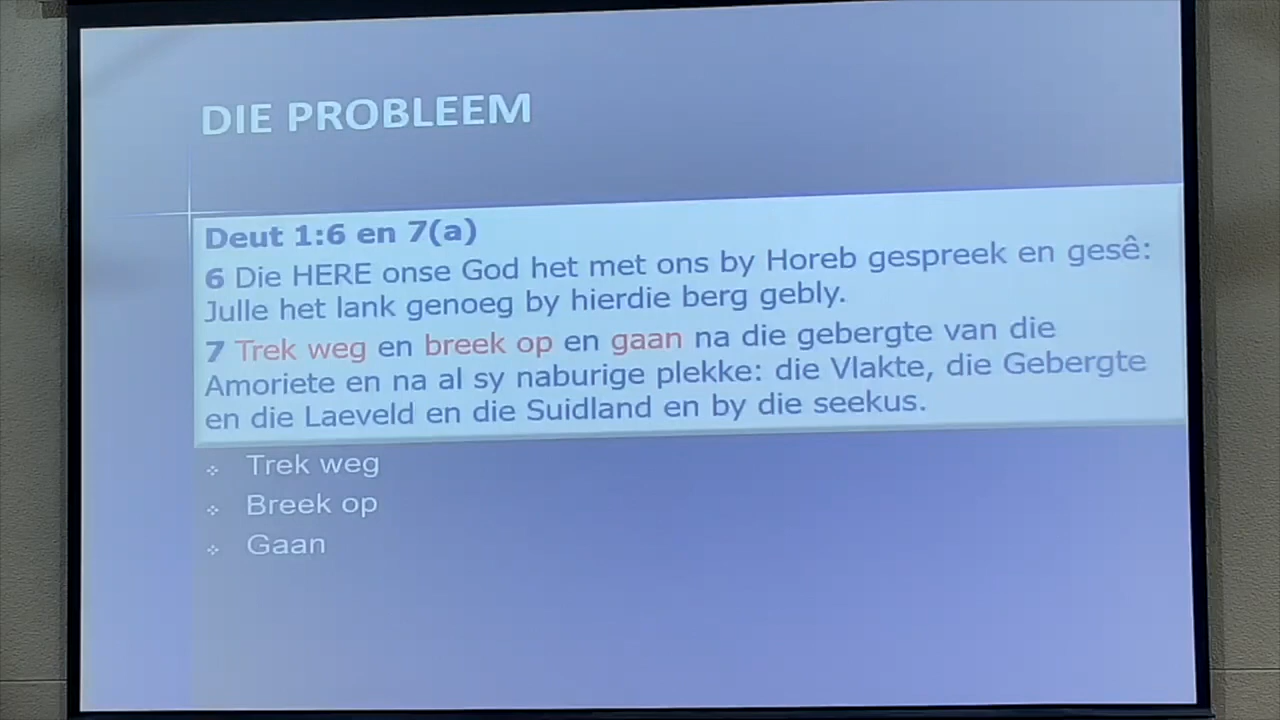 DIE PROBLEEM
Deut 1:6 en 7(a)
6 Die HERE onse God het met ons by Horeb gespreek en gesê:
Julle het lank genoeg by hierdie berg gebly.
7 Trek weg en breek op en gaan na die gebergte van die
Amoriete en na al sy naburige plekke: die Vlakte, die Gebergte
en die Laeveld en die Suidland en by die seekus.
Trek weg
Breek op
Gaan